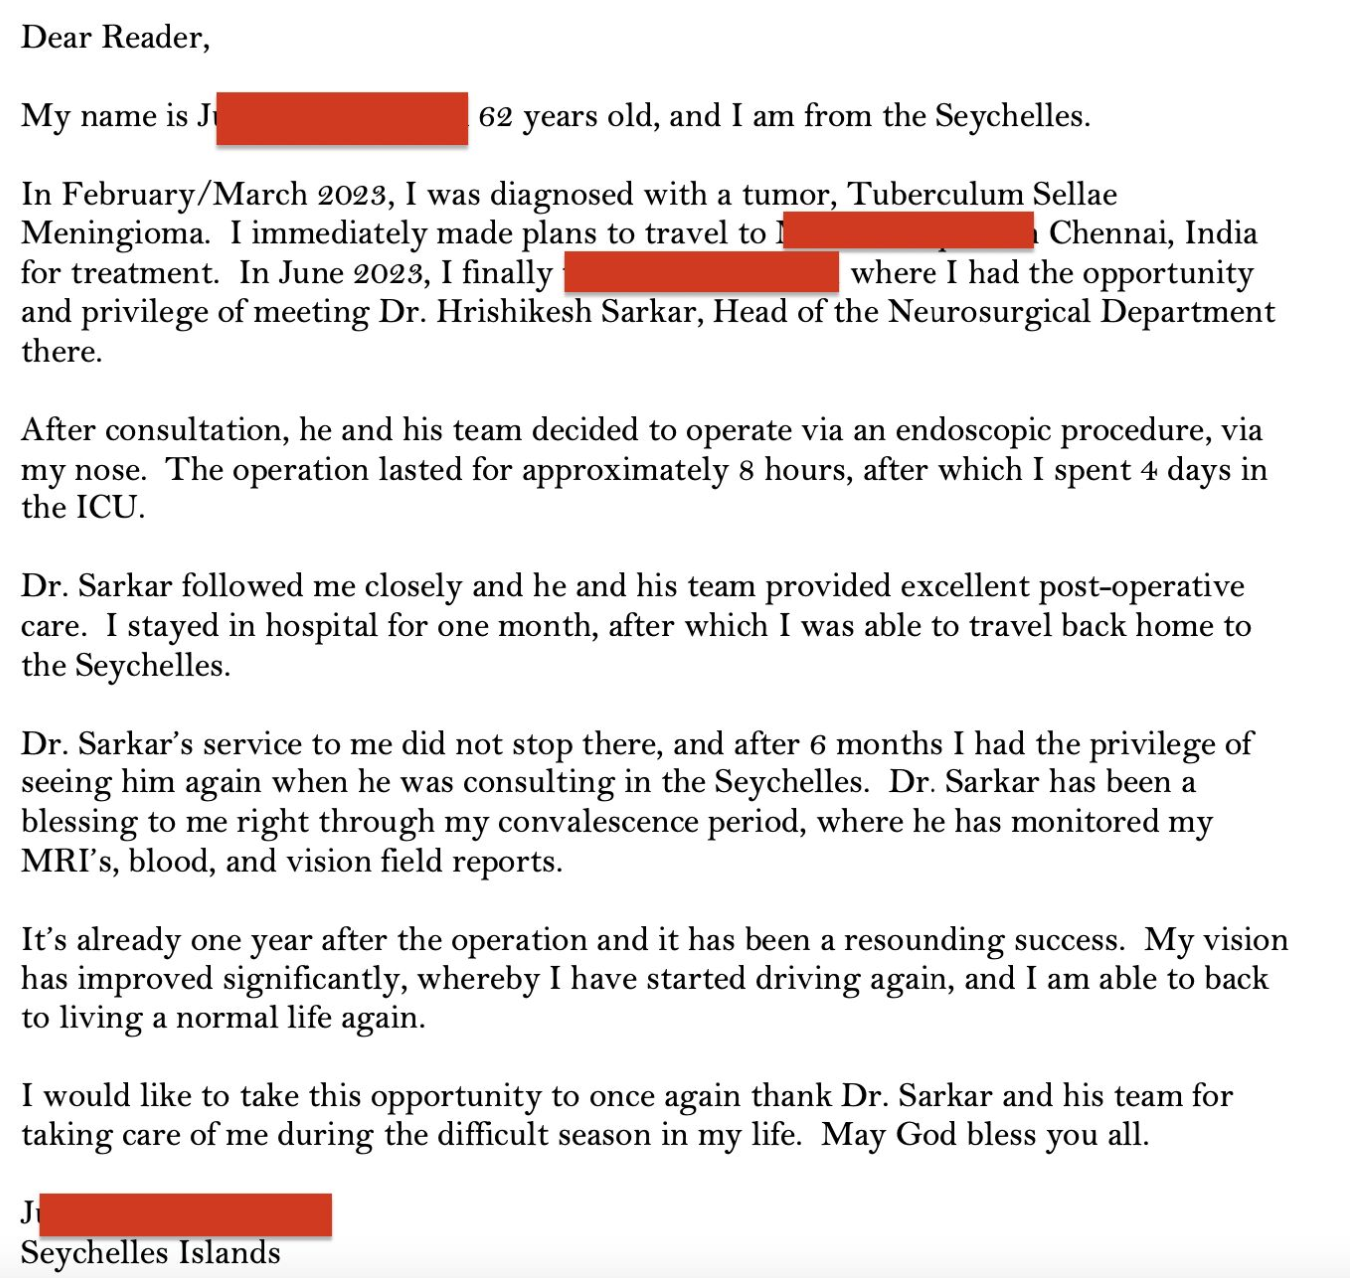 Dear Reader,
My name is 62 years old, and I am from the Seychelles.
In February/March 2023, I was diagnosed with a tumor, Tuberculum Sellae
Meningioma. I immediately made plans to travel to Chennai, India
for treatment. In June 2023, I finally where I had the opportunity
and privilege of meeting Dr. Hrishikesh Sarkar, Head of the Neurosurgical Department
there.
After consultation, he and his team decided to operate via an endoscopic procedure, via
my nose. The operation lasted for approximately 8 hours, after which I spent 4 days in
the ICU.
Dr. Sarkar followed me closely and he and his team provided excellent post-operative
care. I stayed in hospital for one month, after which I was able to travel back home to
the Seychelles.
Dr. Sarkar’s service to me did not stop there, and after 6 months I had the privilege of
seeing him again when he was consulting in the Seychelles. Dr. Sarkar has been a
blessing to me right through my convalescence period, where he has monitored my
MRI’s, blood, and vision field reports.
It’s already one year after the operation and it has been a resounding success. My vision
has improved significantly, whereby I have started driving again, and I am able to back
to living a normal life again.
I would like to take this opportunity to once again thank Dr. Sarkar and his team for
taking care of me during the difficult season in my life. May God bless you all.
Seychelles Islands